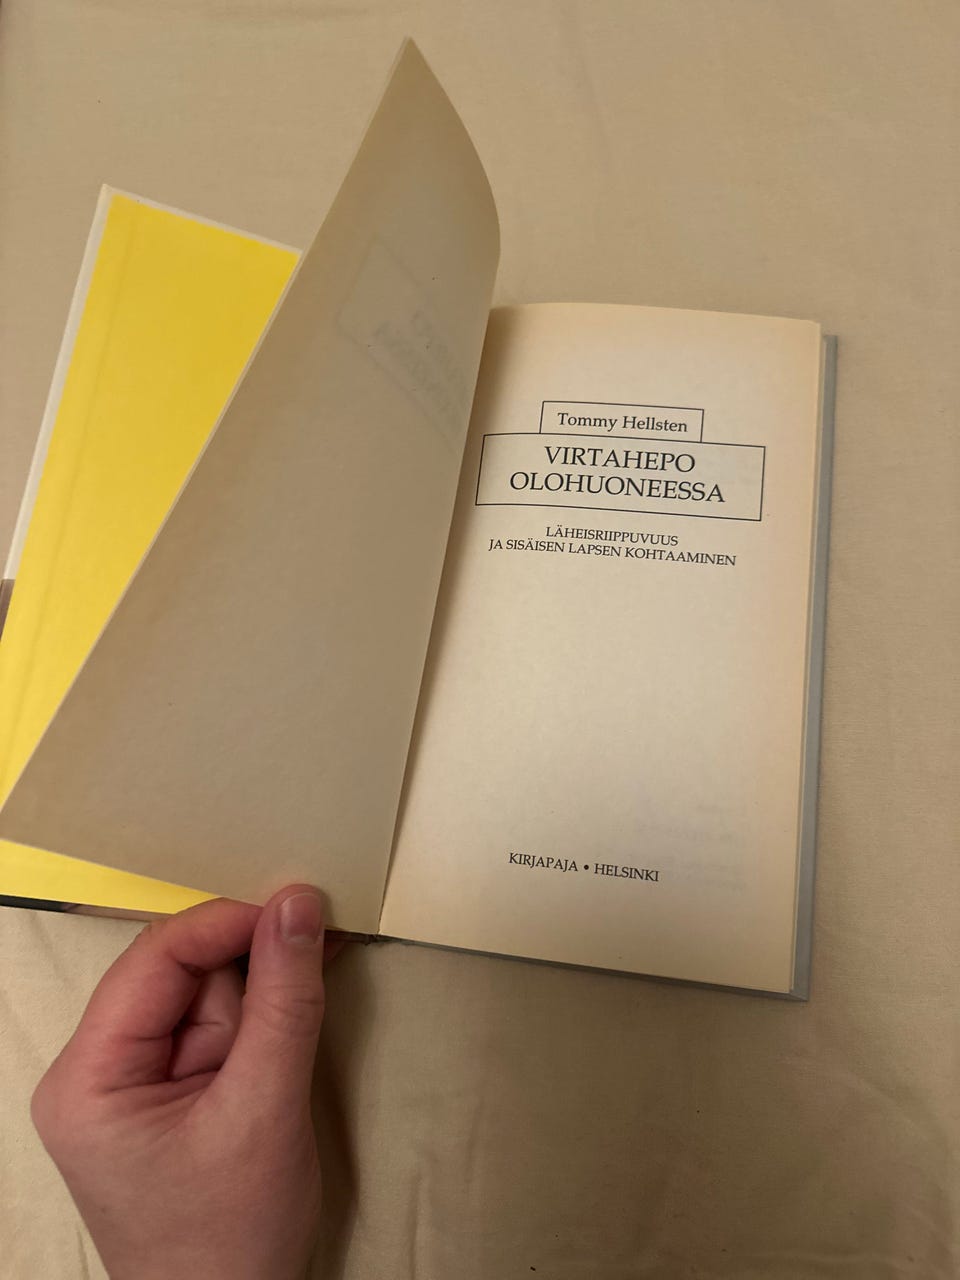 Tommy Hellsten
VIRTAHEPO
OLOHUONEESSA
LÄHEISRIIPPUVUUS
JA SISÄISEN LAPSEN KOHTAAMINEN
KIRJAPAJA • HELSINKI